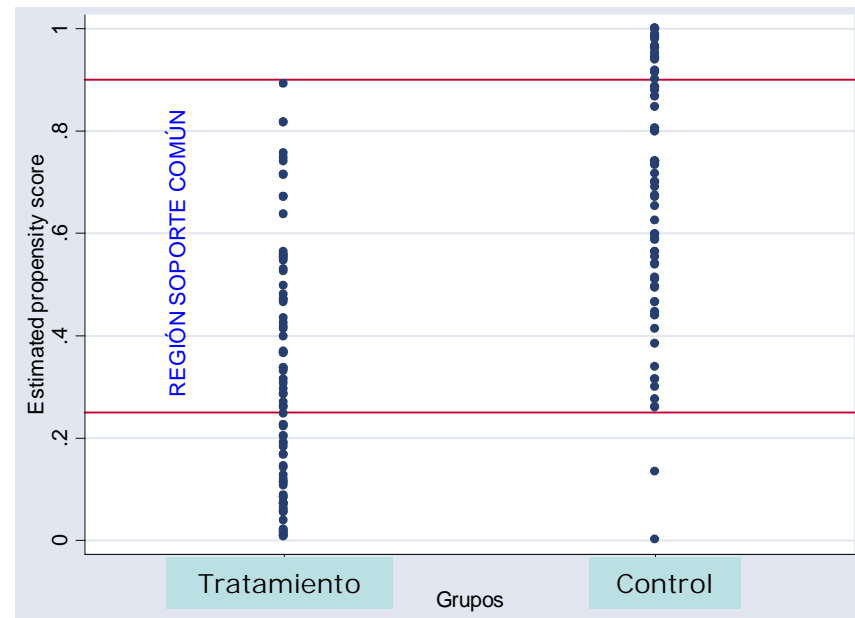 Estimated propensity score
1
.8
.6
.4
.2
0
REGIÓN SOPORTE COMÚN
Tratamiento
Control
Grupos